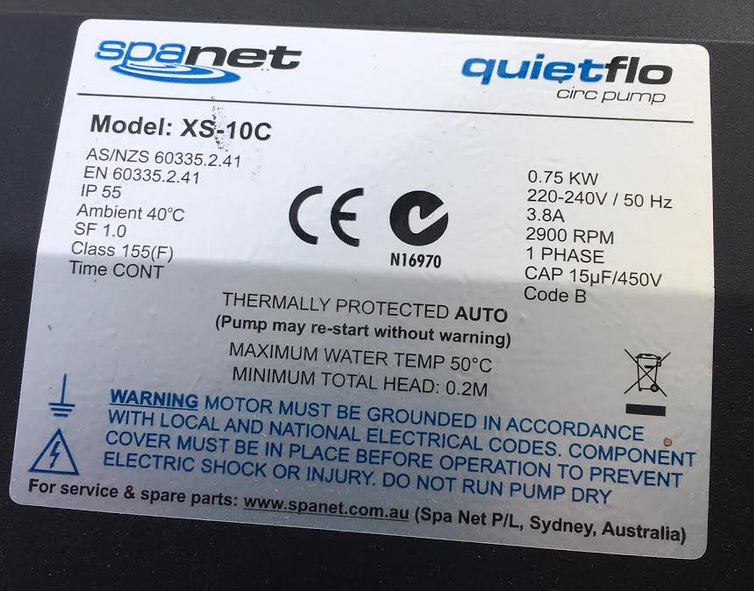 spanet
quietflo
circ pump
Model: XS-10C
AS/NZS 60335.2.41
EN 60335.2.41
IP 55
Ambient 40°C
SF 1.0
Class 155(F)
Time CONT
CE
N16970
0.75 KW
220-240V / 50 Hz
3.8A
2900 RPM
1 PHASE
CAP 15µF/450V
Code B
THERMALLY PROTECTED AUTO
(Pump may re-start without warning)
MAXIMUM WATER TEMP 50°C
MINIMUM TOTAL HEAD: 0.2M
WARNING MOTOR MUST BE GROUNDED IN ACCORDANCE
WITH LOCAL AND NATIONAL ELECTRICAL CODES. COMPONENT
COVER MUST BE IN PLACE BEFORE OPERATION TO PREVENT
ELECTRIC SHOCK OR INJURY. DO NOT RUN PUMP DRY
For service & spare parts: www.spanet.com.au (Spa Net P/L, Sydney, Australia)